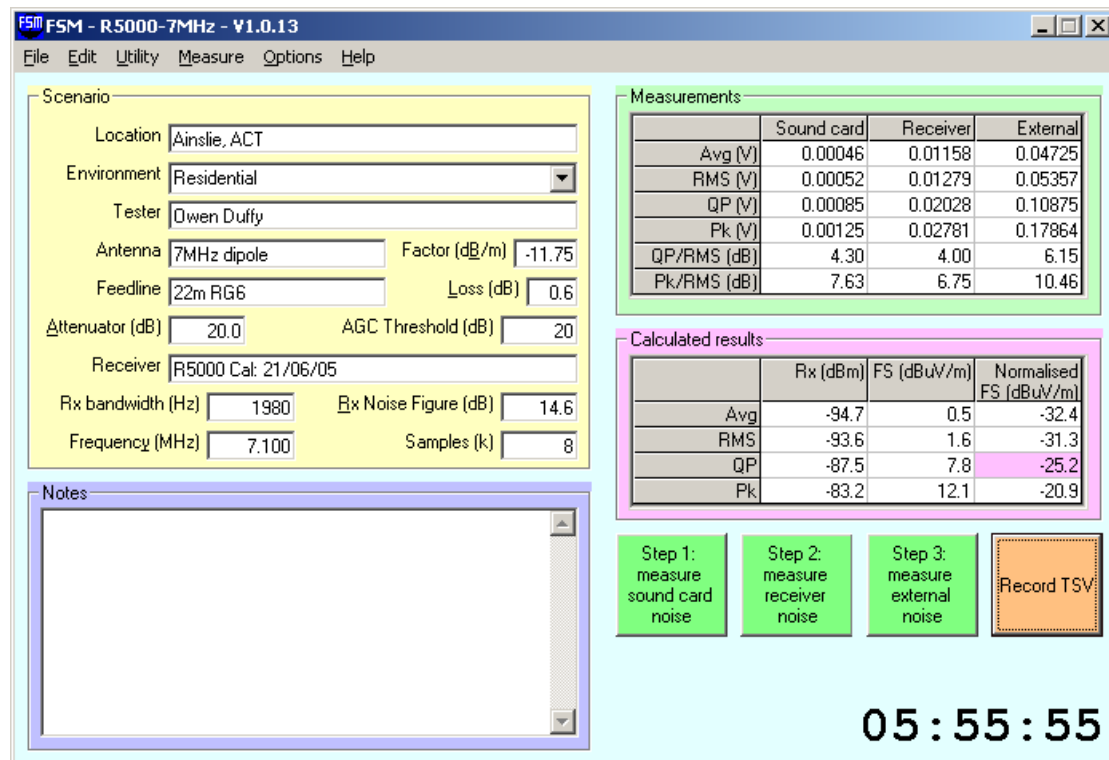 FSM FSM - R5000-7MHz - V1.0.13
File Edit Utility Measure Options Help
Scenario
Location Ainslie, ACT
Environment Residential
Tester Owen Duffy
Antenna 7MHz dipole Factor (dB/m) -11.75
Feedline 22m RG6 Loss (dB) 0.6
Attenuator (dB) 20.0 AGC Threshold (dB) 20
Receiver R5000 Cal: 21/06/05
Rx bandwidth (Hz) 1980 Rx Noise Figure (dB) 14.6
Frequency (MHz) 7.100 Samples (k) 8
Notes
Measurements
Sound card Receiver External
Avg (V) 0.00046 0.01158 0.04725
RMS (V) 0.00052 0.01279 0.05357
QP (V) 0.00085 0.02028 0.10875
Pk (V) 0.00125 0.02781 0.17864
QP/RMS (dB) 4.30 4.00 6.15
Pk/RMS (dB) 7.63 6.75 10.46
Calculated results
Rx (dBm) FS (dBuV/m) Normalised
FS (dBuV/m)
Avg -94.7 0.5 -32.4
RMS -93.6 1.6 -31.3
QP -87.5 7.8 -25.2
Pk -83.2 12.1 -20.9
Step 1:
measure
sound card
noise
Step 2:
measure
receiver
noise
Step 3:
measure
external
noise
Record TSV
05:55:55